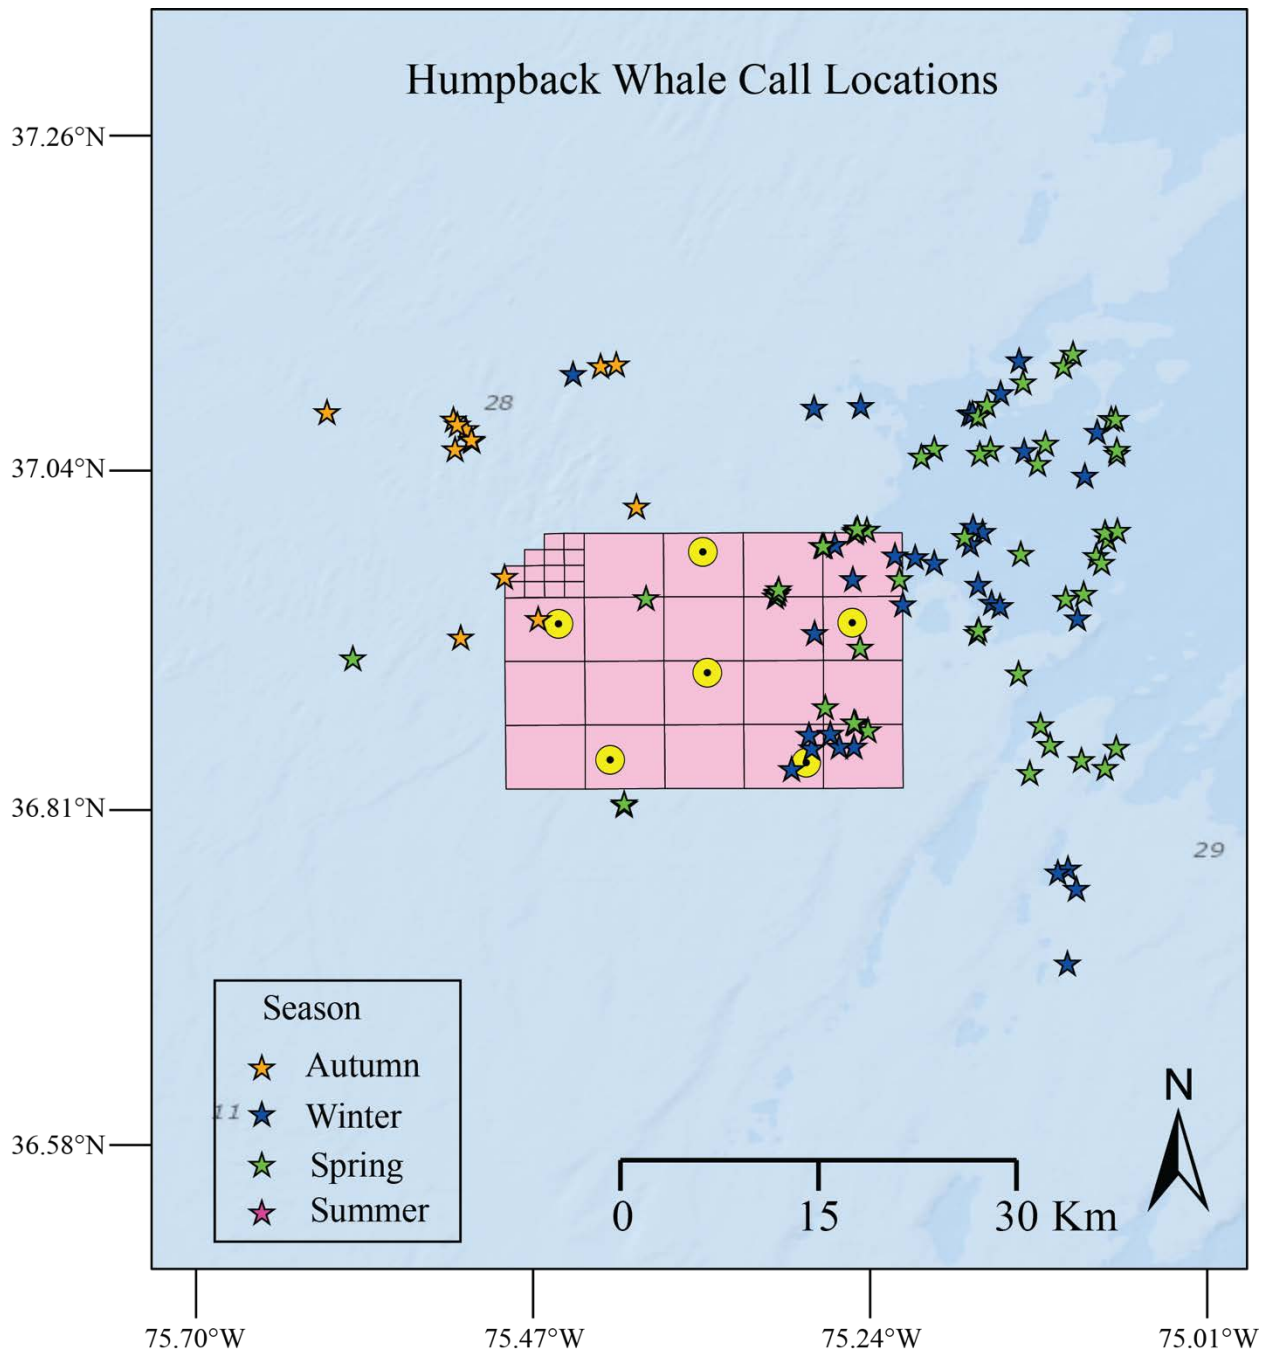 Humpback Whale Call Locations
37.26°N
28
37.04°N
36.81°N
29
Season
Autumn
11
Winter
Spring
Summer
36.58°N
N
0 15 30 Km
75.70°W 75.47°W 75.24°W 75.01°W